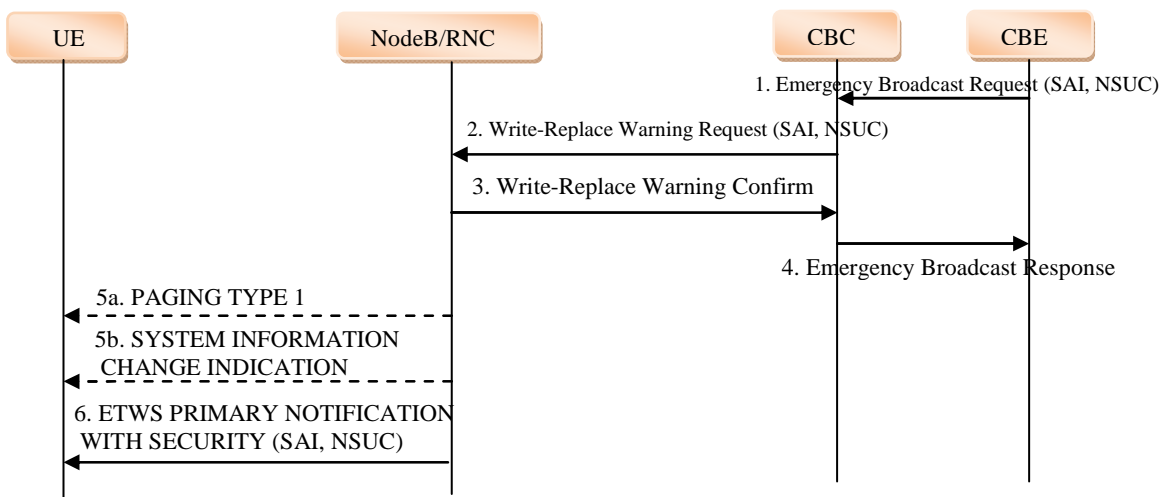 UE
NodeB/RNC
CBC
CBE
1. Emergency Broadcast Request (SAI, NSUC)
2. Write-Replace Warning Request (SAI, NSUC)
3. Write-Replace Warning Confirm
4. Emergency Broadcast Response
5a. PAGING TYPE 1
5b. SYSTEM INFORMATION
CHANGE INDICATION
6. ETWS PRIMARY NOTIFICATION
WITH SECURITY (SAI, NSUC)